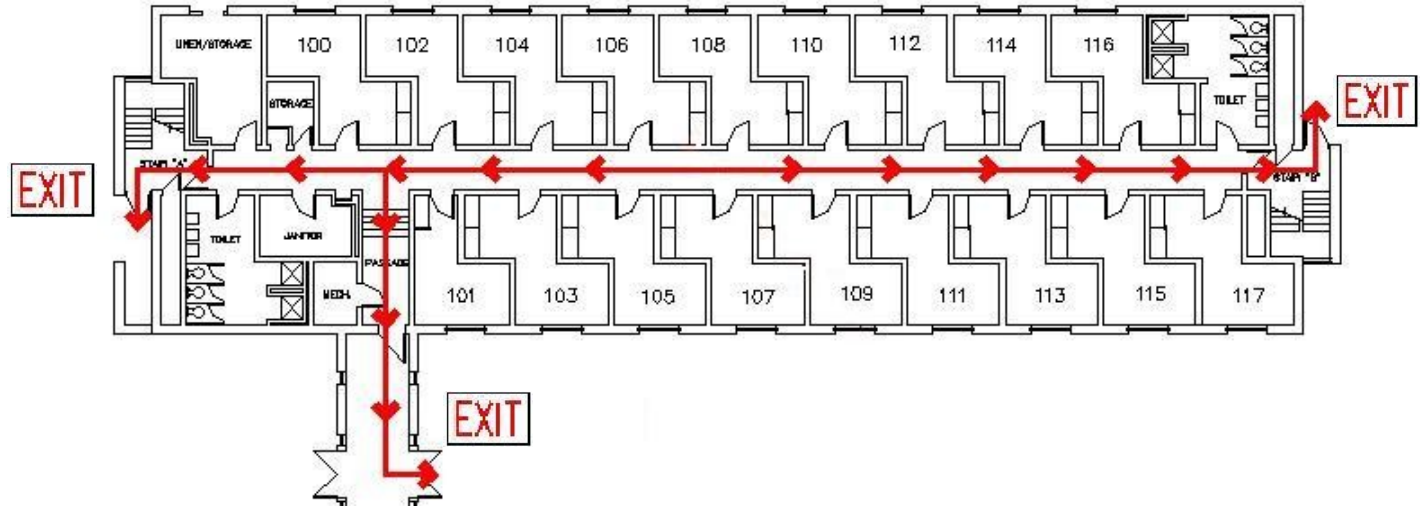 LINEN/STORAGE
100
102
104
106
108
110
112
114
116
STORAGE
TOILET
EXIT
STAIR "A"
STAIR "B"
EXIT
TOILET
JANITOR
PASSAGE
MECH.
101
103
105
107
109
111
113
115
117
EXIT